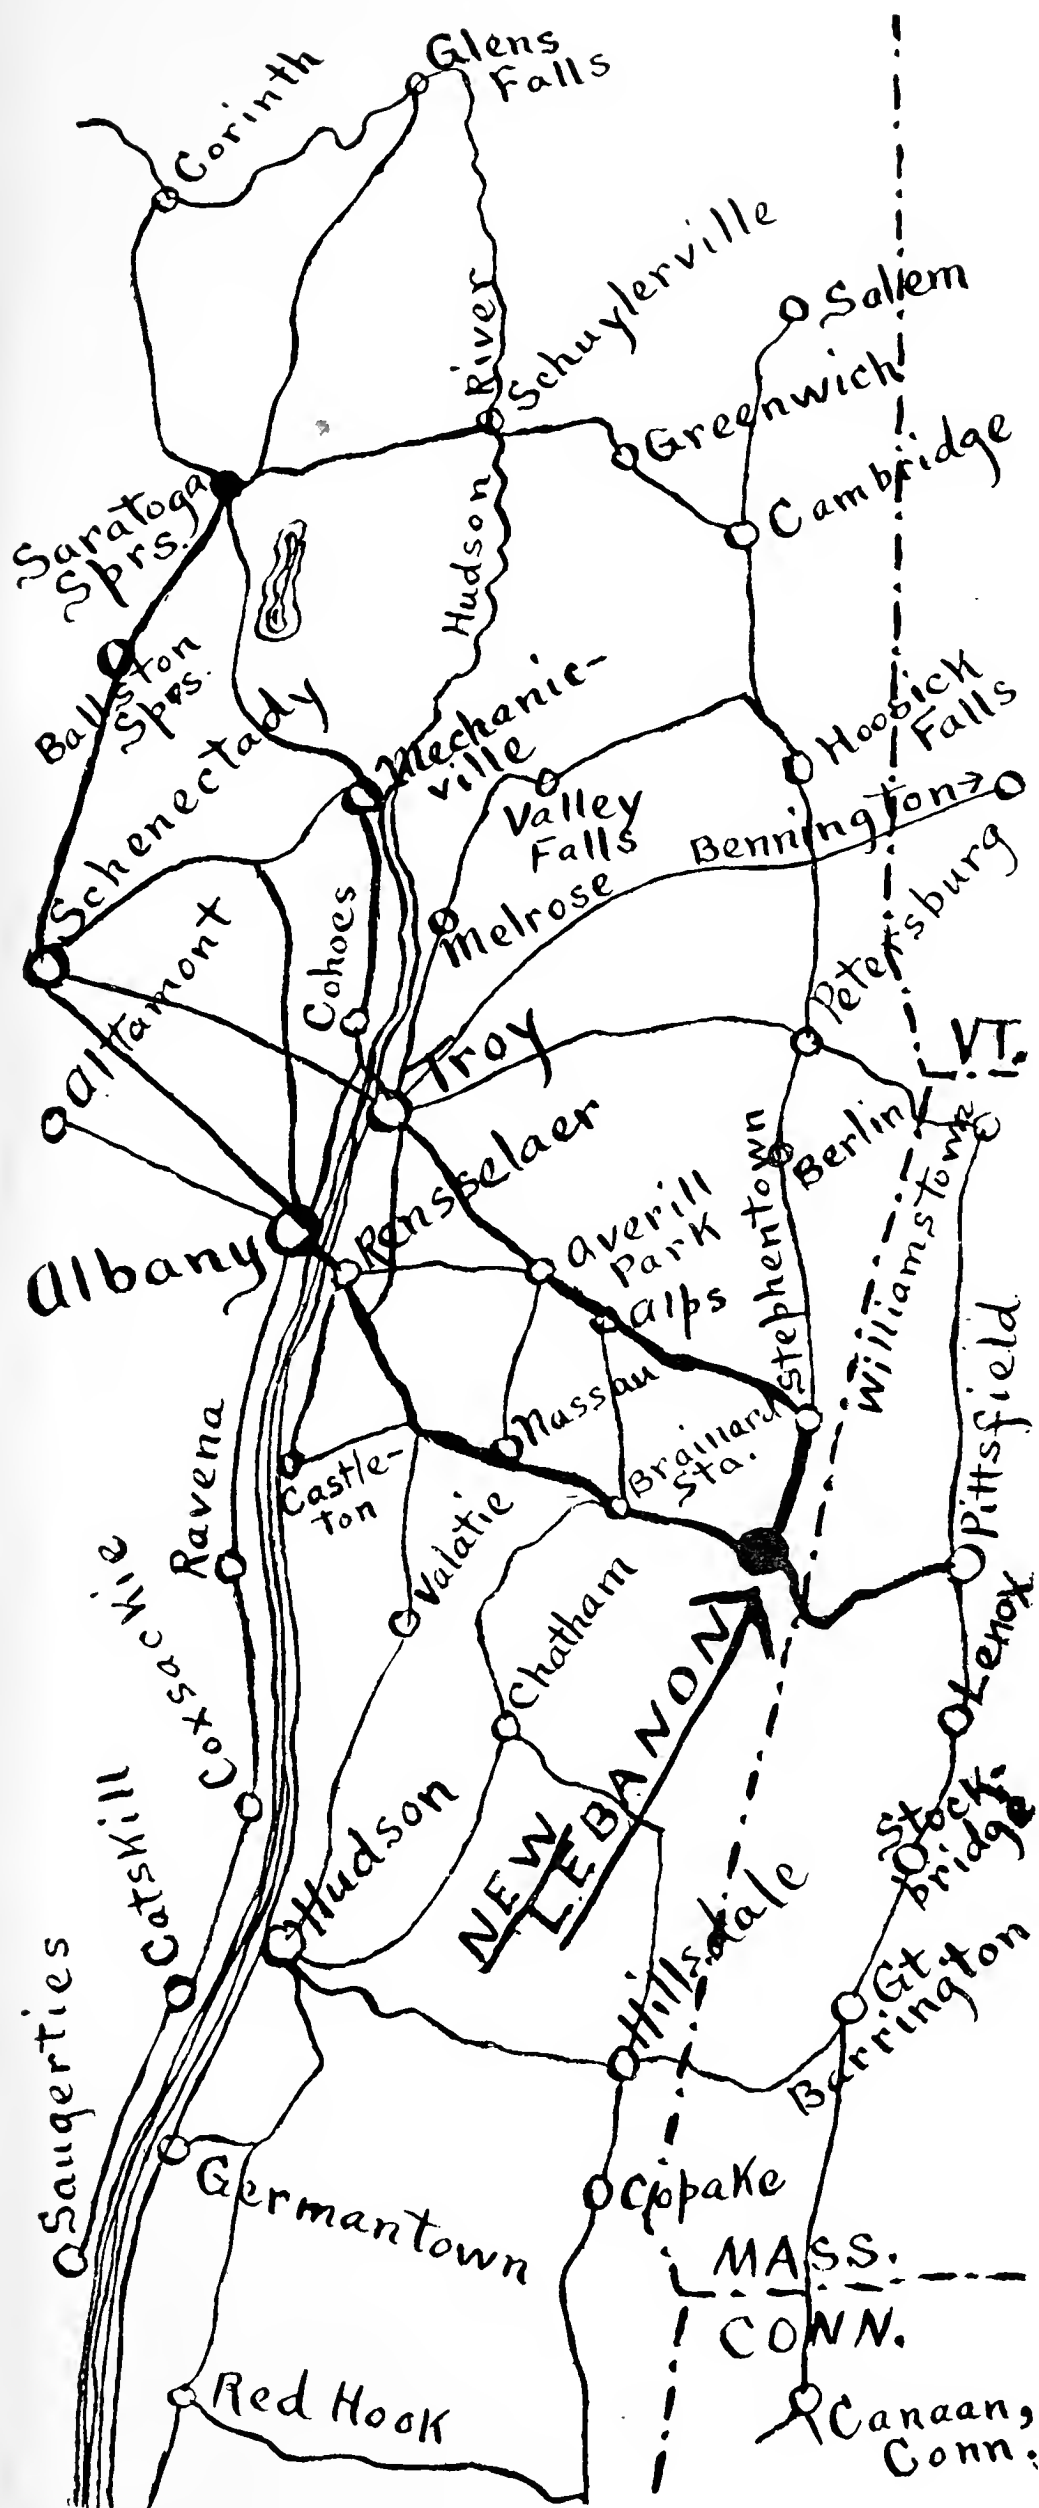 Glens
Falls
Corinth
River
Schuylerville
Salem
Greenwich
Cambridge
Saratoga
Sprs.
Hudson
Ballston
Sprs.
Schenectady
Mechanic-
ville
Hoosick
Falls
Valley
Falls
Bennington→
Melrose
Petersburg
Cohoes
Altamont
Troy
VT.
Berlin
Williamstown
Rensselaer
Albany
Averill
Park
Alps
Stephentown
Pittsfield
Nassau
Brainard
Sta.
Castle-
ton
Ravena
Valatie
Chatham
Lenox
Coxsackie
NEW
LEBANON
Stock-
bridge
Catskill
Hudson
Hillsdale
Gt
Barrington
Saugerties
Germantown
Copake
MASS.
CONN.
Red Hook
Canaan,
Conn.